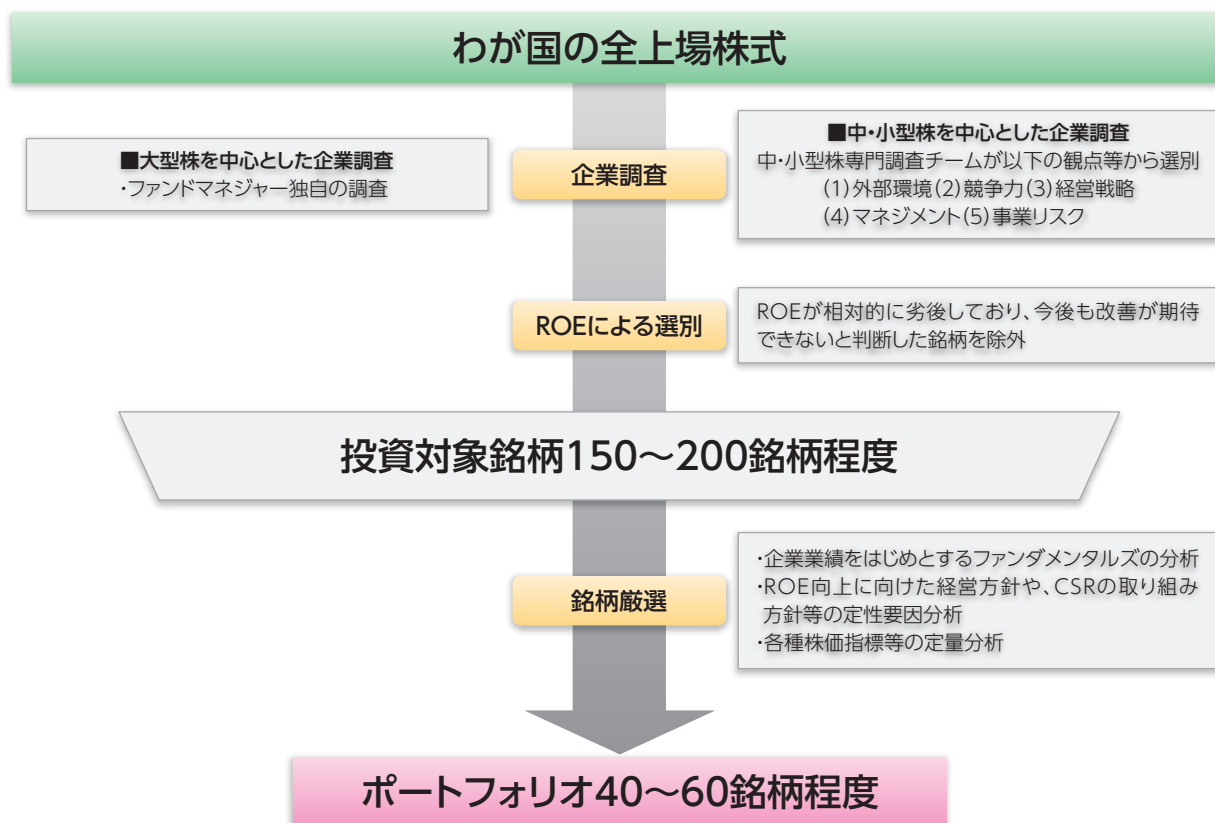 わが国の全上場株式
■大型株を中心とした企業調査
・ファンドマネジャー独自の調査
企業調査
■中・小型株を中心とした企業調査
中・小型株専門調査チームが以下の観点等から選別
(1)外部環境(2)競争力(3)経営戦略
(4)マネジメント(5)事業リスク
ROEによる選別
ROEが相対的に劣後しており、今後も改善が期待
できないと判断した銘柄を除外
投資対象銘柄150～200銘柄程度
銘柄厳選
・企業業績をはじめとするファンダメンタルズの分析
・ROE向上に向けた経営方針や、CSRの取り組み
方針等の定性要因分析
・各種株価指標等の定量分析
ポートフォリオ40～60銘柄程度